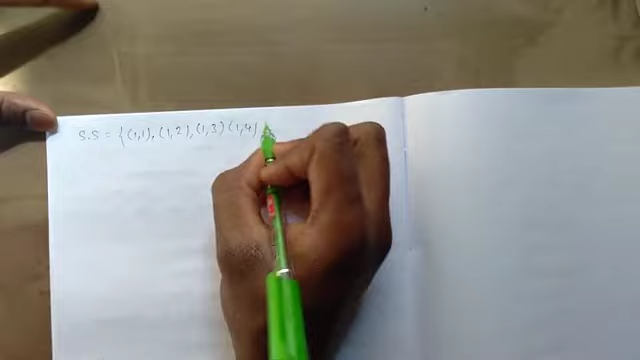 S.S = {(1,1), (1,2), (1,3) (1,4)